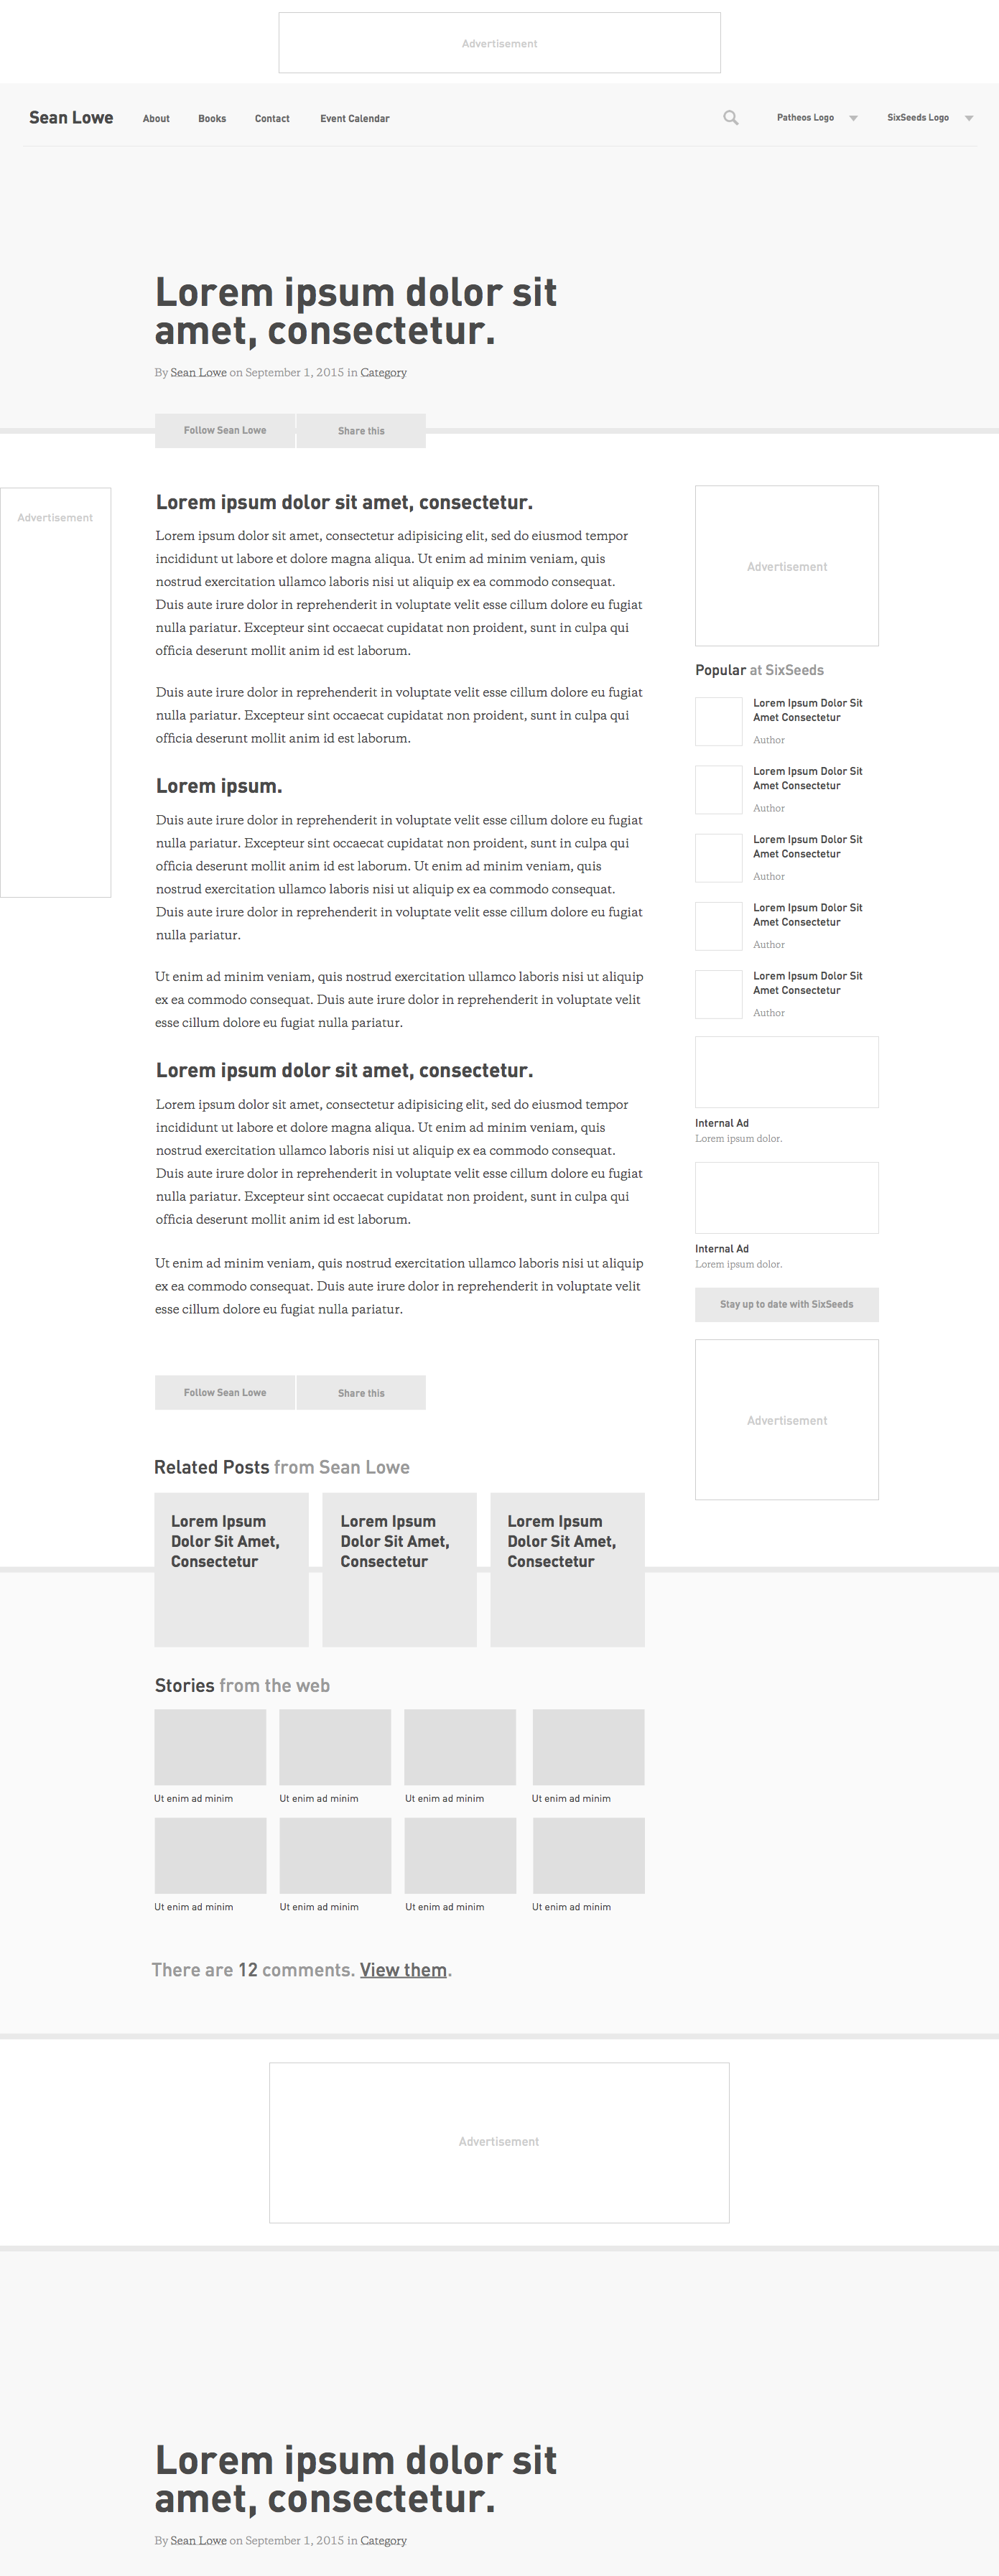 Advertisement
Sean Lowe About Books Contact Event Calendar Patheos Logo SixSeeds Logo
Lorem ipsum dolor sit
amet, consectetur.
By Sean Lowe on September 1, 2015 in Category
Follow Sean Lowe Share this
Advertisement
Lorem ipsum dolor sit amet, consectetur.
Lorem ipsum dolor sit amet, consectetur adipisicing elit, sed do eiusmod tempor
incididunt ut labore et dolore magna aliqua. Ut enim ad minim veniam, quis
nostrud exercitation ullamco laboris nisi ut aliquip ex ea commodo consequat.
Duis aute irure dolor in reprehenderit in voluptate velit esse cillum dolore eu fugiat
nulla pariatur. Excepteur sint occaecat cupidatat non proident, sunt in culpa qui
officia deserunt mollit anim id est laborum.
Duis aute irure dolor in reprehenderit in voluptate velit esse cillum dolore eu fugiat
nulla pariatur. Excepteur sint occaecat cupidatat non proident, sunt in culpa qui
officia deserunt mollit anim id est laborum.
Lorem ipsum.
Duis aute irure dolor in reprehenderit in voluptate velit esse cillum dolore eu fugiat
nulla pariatur. Excepteur sint occaecat cupidatat non proident, sunt in culpa qui
officia deserunt mollit anim id est laborum. Ut enim ad minim veniam, quis
nostrud exercitation ullamco laboris nisi ut aliquip ex ea commodo consequat.
Duis aute irure dolor in reprehenderit in voluptate velit esse cillum dolore eu fugiat
nulla pariatur.
Ut enim ad minim veniam, quis nostrud exercitation ullamco laboris nisi ut aliquip
ex ea commodo consequat. Duis aute irure dolor in reprehenderit in voluptate velit
esse cillum dolore eu fugiat nulla pariatur.
Lorem ipsum dolor sit amet, consectetur.
Lorem ipsum dolor sit amet, consectetur adipisicing elit, sed do eiusmod tempor
incididunt ut labore et dolore magna aliqua. Ut enim ad minim veniam, quis
nostrud exercitation ullamco laboris nisi ut aliquip ex ea commodo consequat.
Duis aute irure dolor in reprehenderit in voluptate velit esse cillum dolore eu fugiat
nulla pariatur. Excepteur sint occaecat cupidatat non proident, sunt in culpa qui
officia deserunt mollit anim id est laborum.
Ut enim ad minim veniam, quis nostrud exercitation ullamco laboris nisi ut aliquip
ex ea commodo consequat. Duis aute irure dolor in reprehenderit in voluptate velit
esse cillum dolore eu fugiat nulla pariatur.
Follow Sean Lowe Share this
Advertisement
Popular at SixSeeds
Lorem Ipsum Dolor Sit
Amet Consectetur
Author
Lorem Ipsum Dolor Sit
Amet Consectetur
Author
Lorem Ipsum Dolor Sit
Amet Consectetur
Author
Lorem Ipsum Dolor Sit
Amet Consectetur
Author
Lorem Ipsum Dolor Sit
Amet Consectetur
Author
Internal Ad
Lorem ipsum dolor.
Internal Ad
Lorem ipsum dolor.
Stay up to date with SixSeeds
Advertisement
Related Posts from Sean Lowe
Lorem Ipsum
Dolor Sit Amet,
Consectetur
Lorem Ipsum
Dolor Sit Amet,
Consectetur
Lorem Ipsum
Dolor Sit Amet,
Consectetur
Stories from the web
Ut enim ad minim Ut enim ad minim Ut enim ad minim Ut enim ad minim
Ut enim ad minim Ut enim ad minim Ut enim ad minim Ut enim ad minim
There are 12 comments. View them.
Advertisement
Lorem ipsum dolor sit
amet, consectetur.
By Sean Lowe on September 1, 2015 in Category